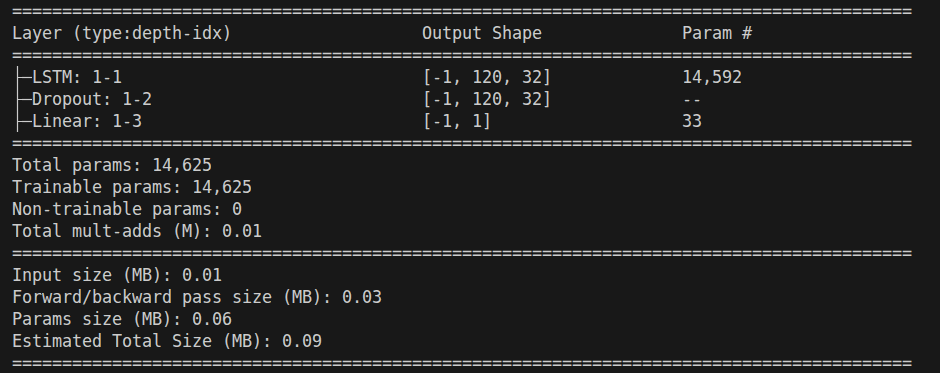 ==========================================================================================
Layer (type:depth-idx)                   Output Shape              Param #
==========================================================================================
├─LSTM: 1-1                              [-1, 120, 32]             14,592
├─Dropout: 1-2                           [-1, 120, 32]             --
├─Linear: 1-3                            [-1, 1]                   33
==========================================================================================
Total params: 14,625
Trainable params: 14,625
Non-trainable params: 0
Total mult-adds (M): 0.01
==========================================================================================
Input size (MB): 0.01
Forward/backward pass size (MB): 0.03
Params size (MB): 0.06
Estimated Total Size (MB): 0.09
==========================================================================================